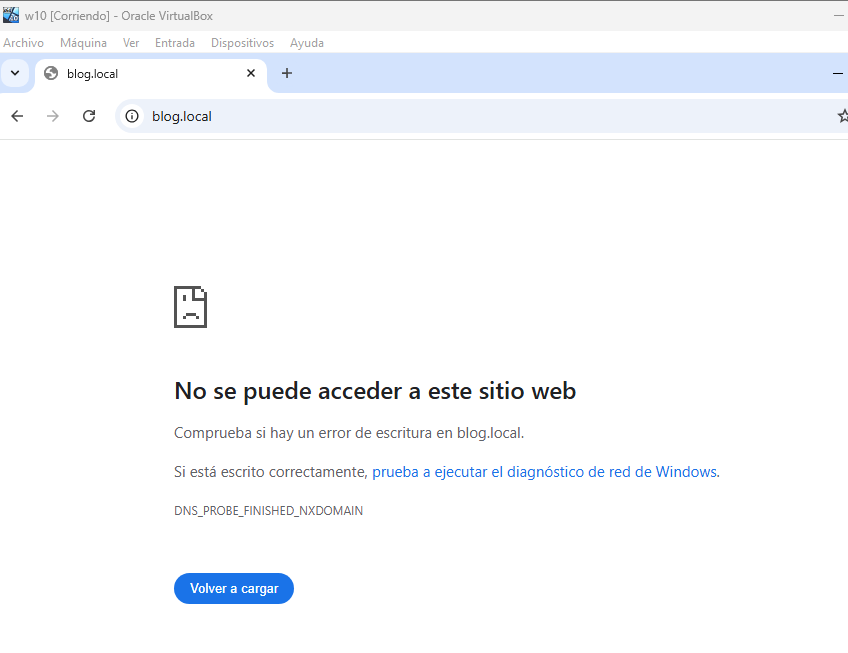 w10 [Corriendo] - Oracle VirtualBox
Archivo Máquina Ver Entrada Dispositivos Ayuda
blog.local
blog.local
No se puede acceder a este sitio web
Comprueba si hay un error de escritura en blog.local.
Si está escrito correctamente, prueba a ejecutar el diagnóstico de red de Windows.
DNS_PROBE_FINISHED_NXDOMAIN
Volver a cargar